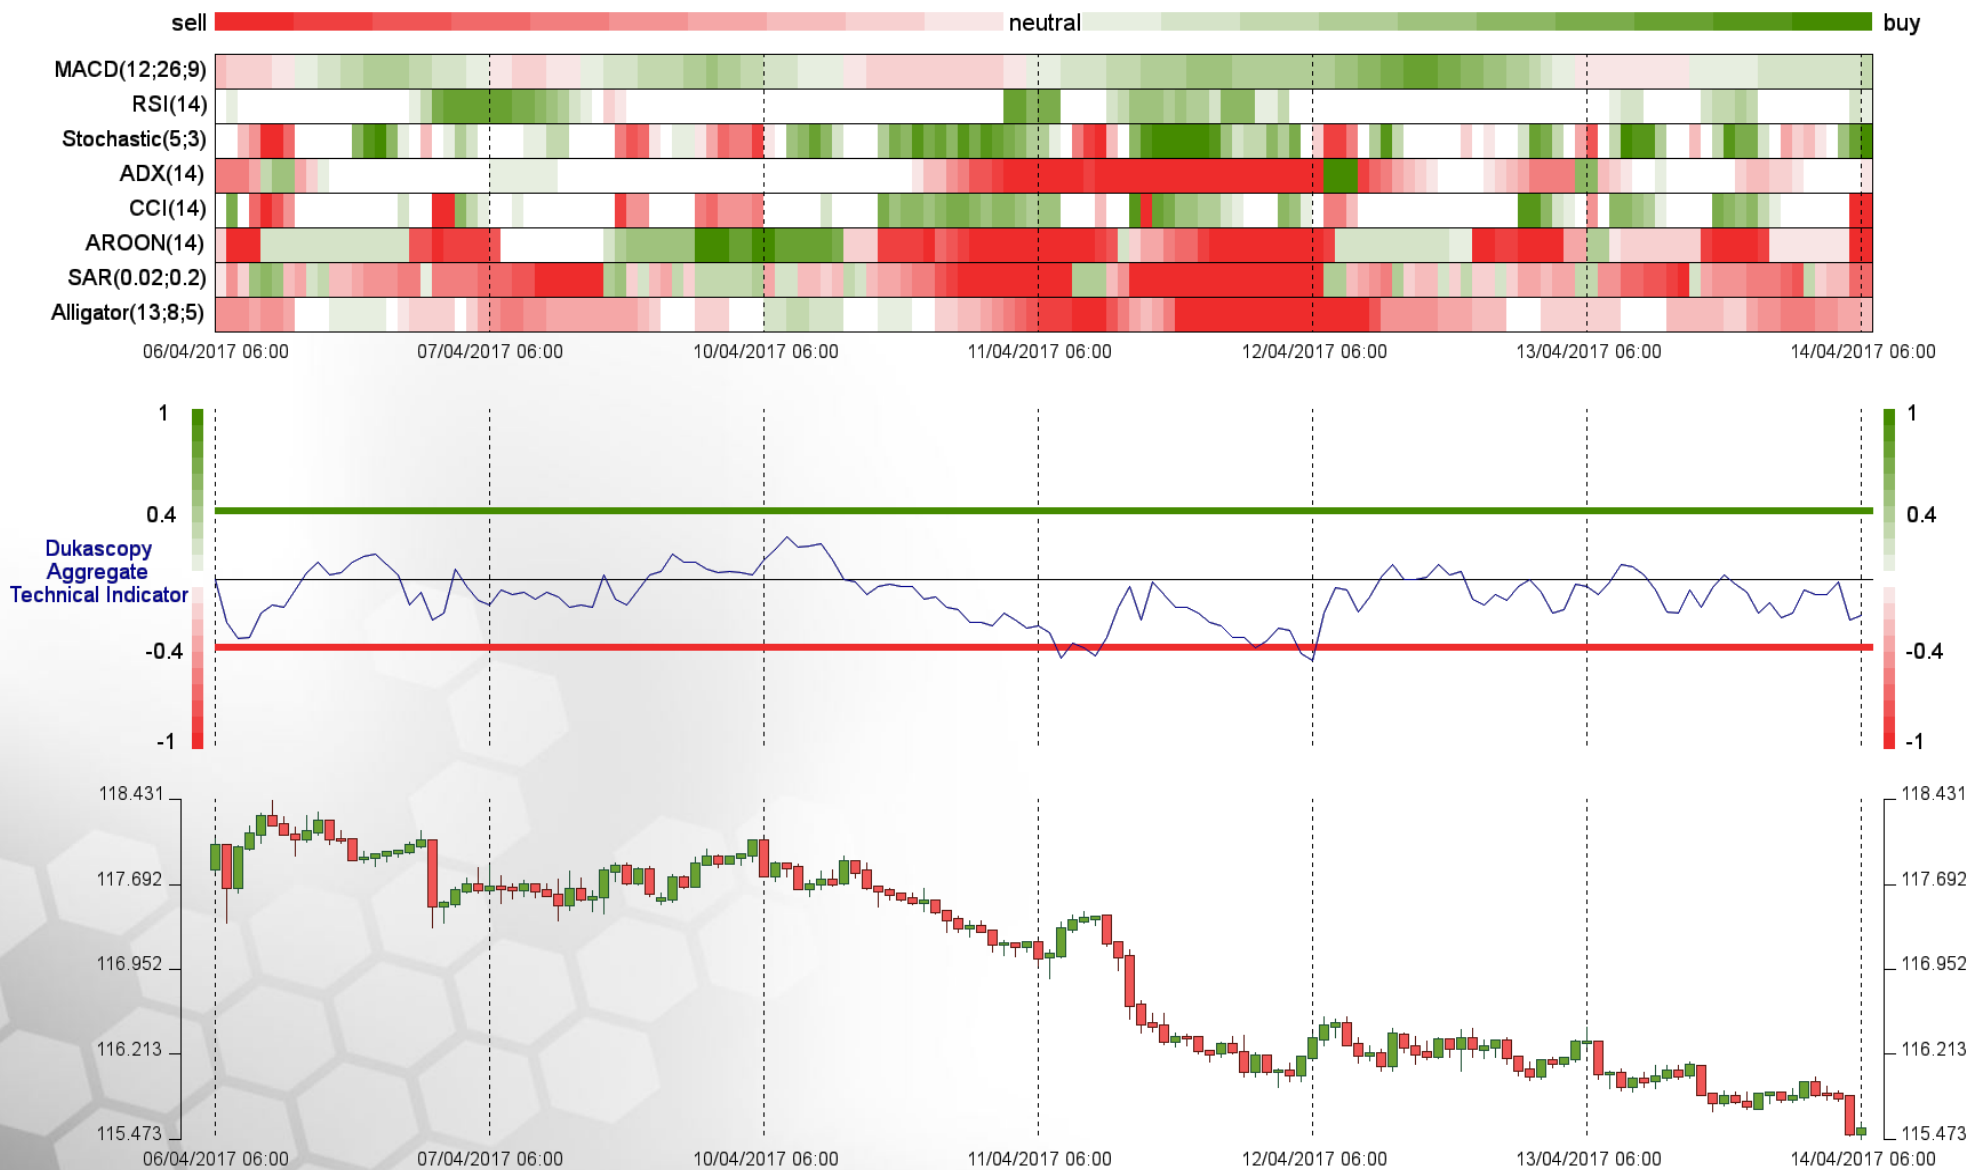 sell neutral buy
MACD(12;26;9)
RSI(14)
Stochastic(5;3)
ADX(14)
CCI(14)
AROON(14)
SAR(0.02;0.2)
Alligator(13;8;5)
06/04/2017 06:00 07/04/2017 06:00 10/04/2017 06:00 11/04/2017 06:00 12/04/2017 06:00 13/04/2017 06:00 14/04/2017 06:00
1 1
0.4 0.4
Dukascopy
Aggregate
Technical Indicator
-0.4 -0.4
-1 -1
118.431 118.431
117.692 117.692
116.952 116.952
116.213 116.213
115.473 115.473
06/04/2017 06:00 07/04/2017 06:00 10/04/2017 06:00 11/04/2017 06:00 12/04/2017 06:00 13/04/2017 06:00 14/04/2017 06:00